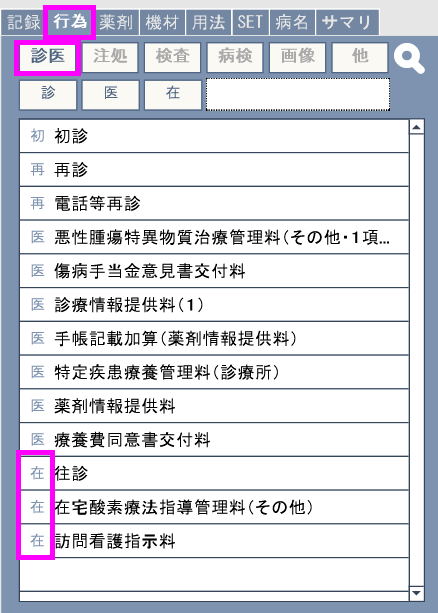 記録 行為 薬剤 機材 用法 SET 病名 サマリ
診医 注処 検査 病検 画像 他
診 医 在
初 初診
再 再診
再 電話等再診
医 悪性腫瘍特異物質治療管理料(その他・1項...
医 傷病手当金意見書交付料
医 診療情報提供料(1)
医 手帳記載加算(薬剤情報提供料)
医 特定疾患療養管理料(診療所)
医 薬剤情報提供料
医 療養費同意書交付料
在 往診
在 在宅酸素療法指導管理料(その他)
在 訪問看護指示料